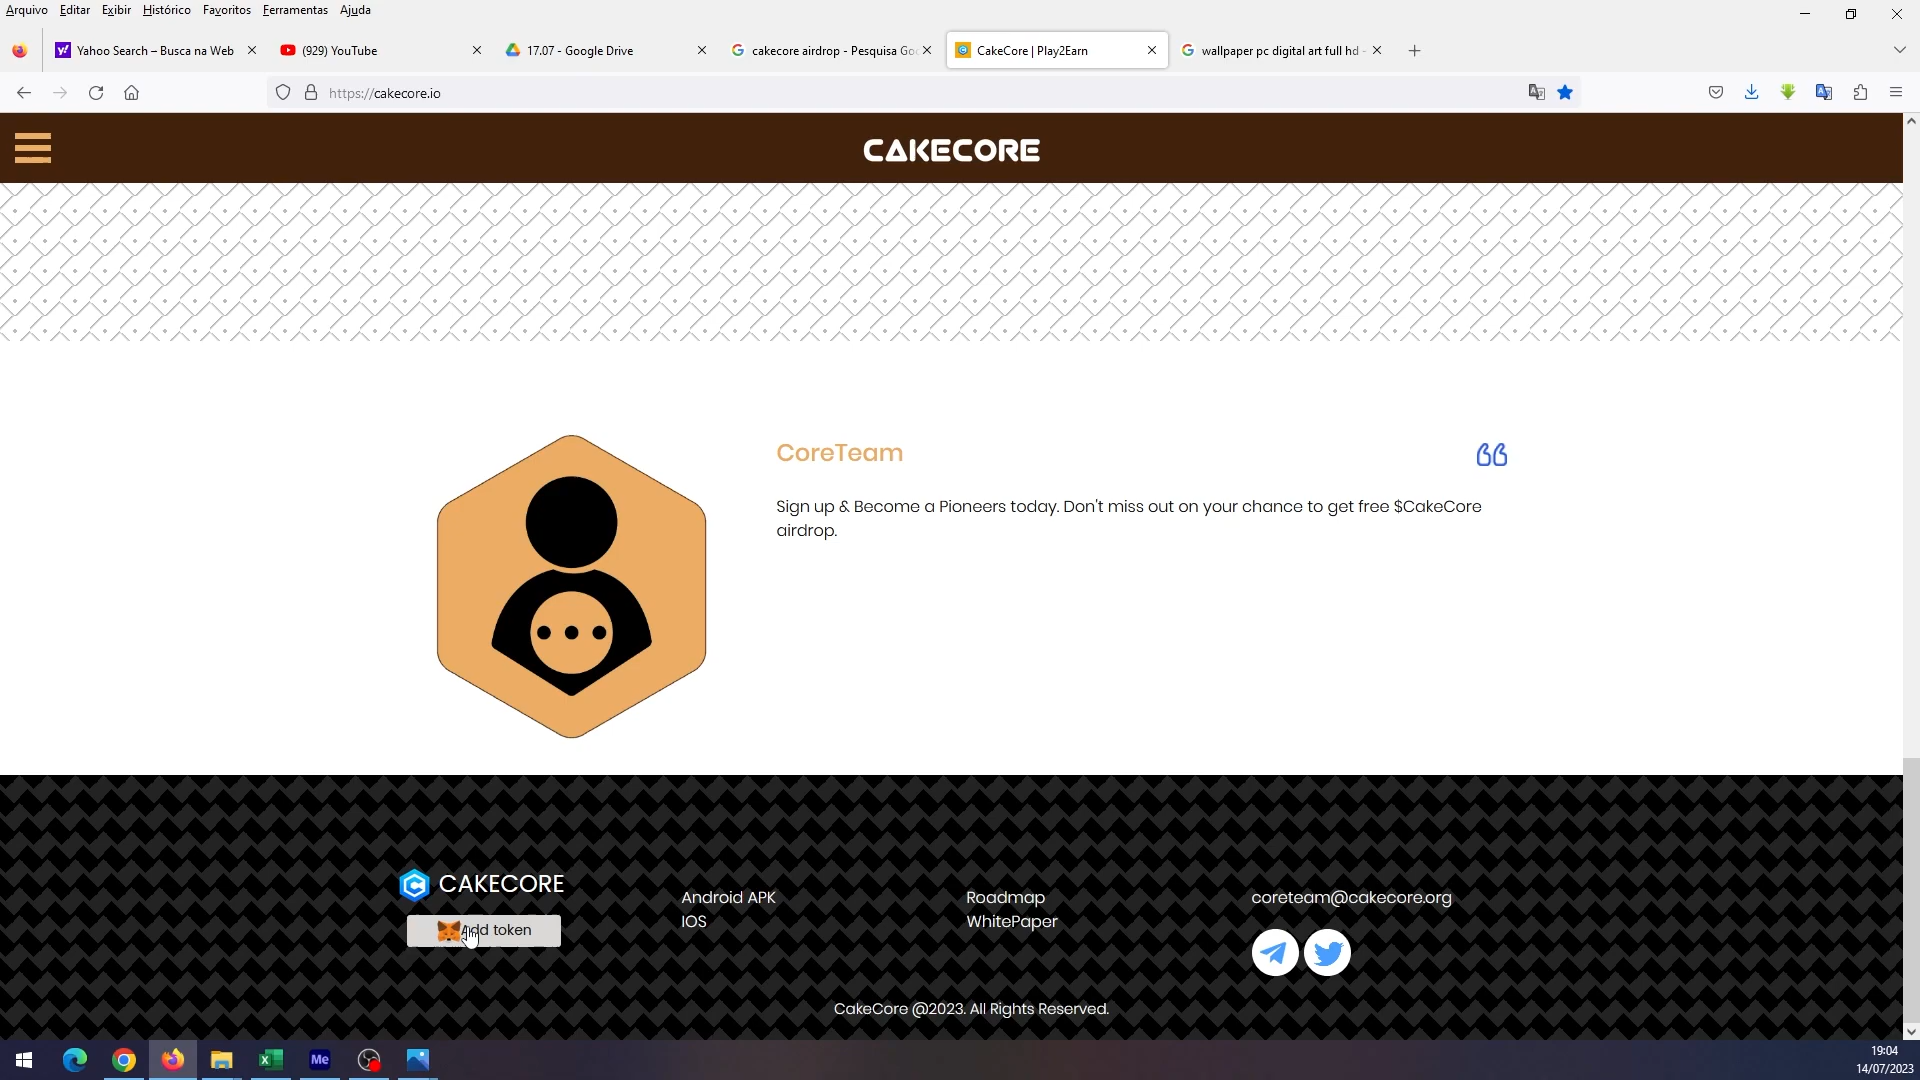 Arquivo Editar Exibir Histórico Favoritos Ferramentas Ajuda
Yahoo Search – Busca na Web
(929) YouTube
17.07 - Google Drive
cakecore airdrop - Pesquisa Go
CakeCore | Play2Earn
wallpaper pc digital art full hd -
https://cakecore.io
CAKECORE
CoreTeam
Sign up & Become a Pioneers today. Don't miss out on your chance to get free $CakeCore
airdrop.
CAKECORE
Add token
Android APK
IOS
Roadmap
WhitePaper
coreteam@cakecore.org
CakeCore @2023. All Rights Reserved.
Me
19:04
14/07/2023